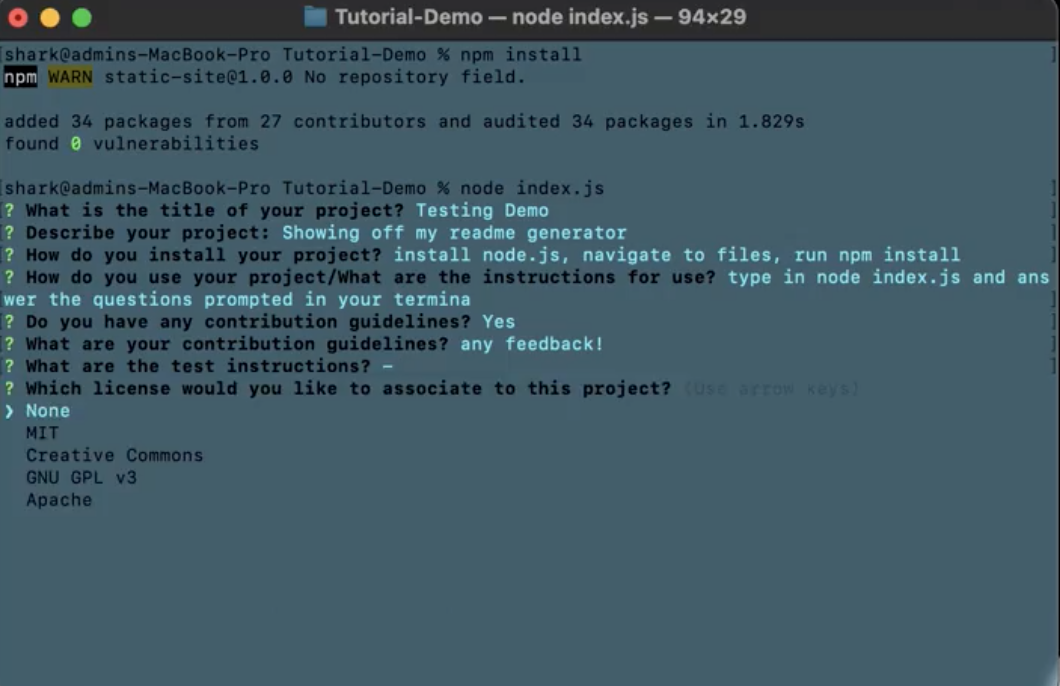 Tutorial-Demo — node index.js — 94×29
[shark@admins-MacBook-Pro Tutorial-Demo % npm install ]
npm WARN static-site@1.0.0 No repository field.
added 34 packages from 27 contributors and audited 34 packages in 1.829s
found 0 vulnerabilities
[shark@admins-MacBook-Pro Tutorial-Demo % node index.js ]
? What is the title of your project? Testing Demo
? Describe your project: Showing off my readme generator
? How do you install your project? install node.js, navigate to files, run npm install
? How do you use your project/What are the instructions for use? type in node index.js and ans
wer the questions prompted in your termina
? Do you have any contribution guidelines? Yes
? What are your contribution guidelines? any feedback!
? What are the test instructions? -
? Which license would you like to associate to this project? (Use arrow keys)
❯ None
MIT
Creative Commons
GNU GPL v3
Apache